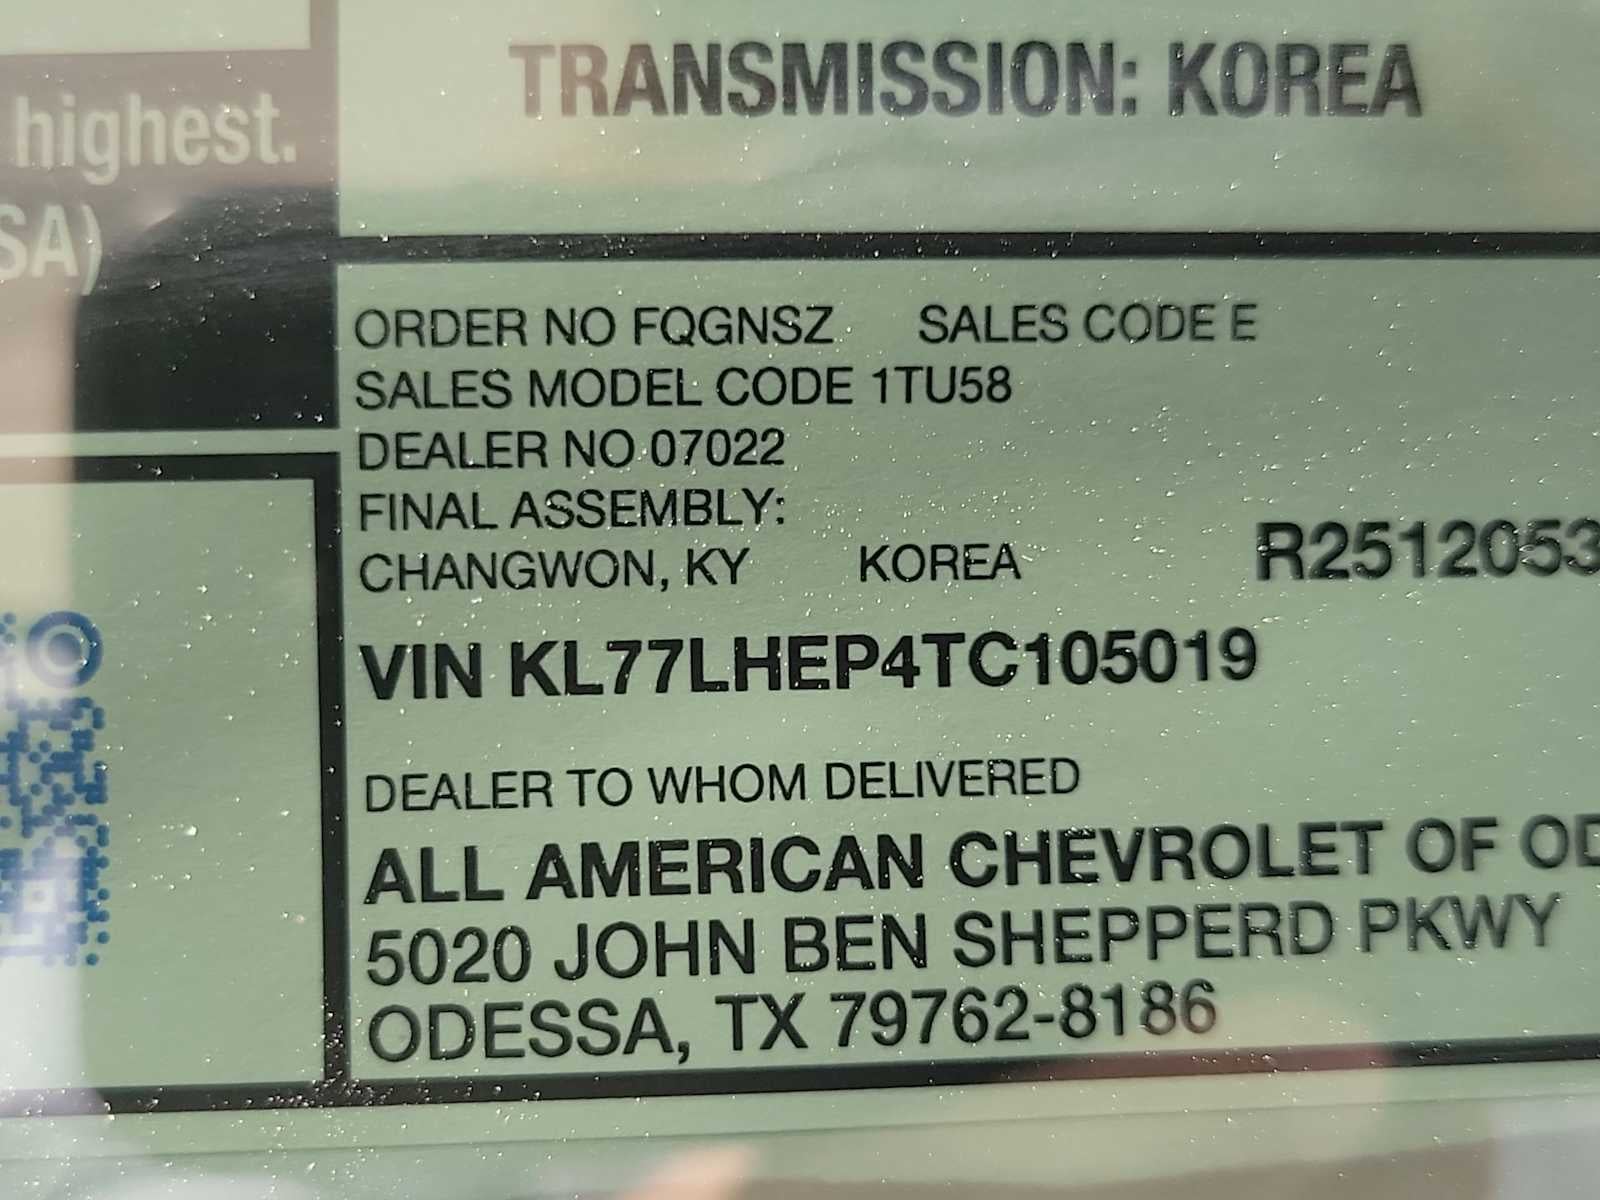 TRANSMISSION: KOREA
highest.
SA)
ORDER NO FQGNSZ SALES CODE E
SALES MODEL CODE 1TU58
DEALER NO 07022
FINAL ASSEMBLY:
CHANGWON, KY KOREA R2512053
VIN KL77LHEP4TC105019
DEALER TO WHOM DELIVERED
ALL AMERICAN CHEVROLET OF OD
5020 JOHN BEN SHEPPERD PKWY
ODESSA, TX 79762-8186